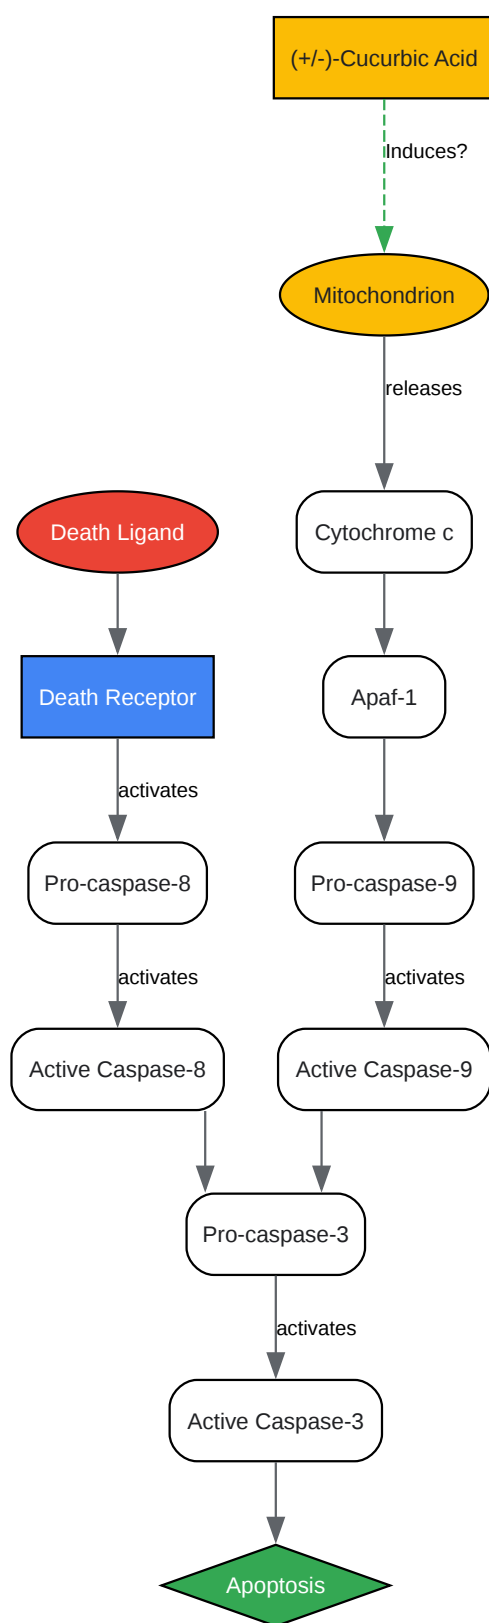 (+/-)-Cucurbic Acid
Induces?
Mitochondrion
releases
Death Ligand
Cytochrome c
Death Receptor
Apaf-1
activates
Pro-caspase-8
Pro-caspase-9
activates
activates
Active Caspase-8
Active Caspase-9
Pro-caspase-3
activates
Active Caspase-3
Apoptosis